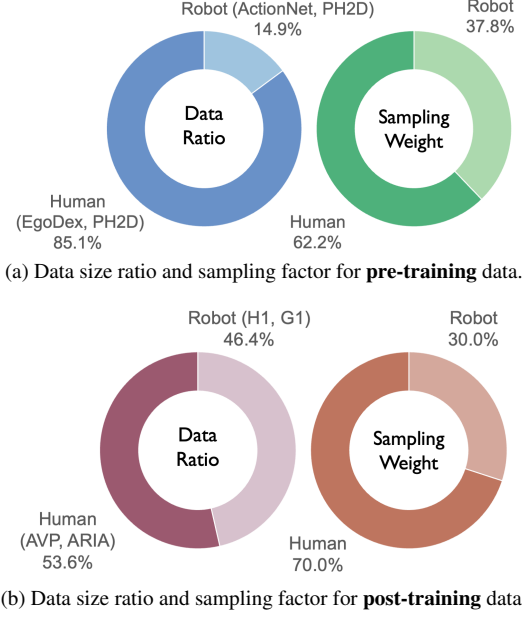 Robot (ActionNet, PH2D)
14.9%
Robot
37.8%
Data
Ratio
Sampling
Weight
Human
(EgoDex, PH2D)
85.1%
Human
62.2%
(a) Data size ratio and sampling factor for pre-training data.
Robot (H1, G1)
46.4%
Robot
30.0%
Data
Ratio
Sampling
Weight
Human
(AVP, ARIA)
53.6%
Human
70.0%
(b) Data size ratio and sampling factor for post-training data